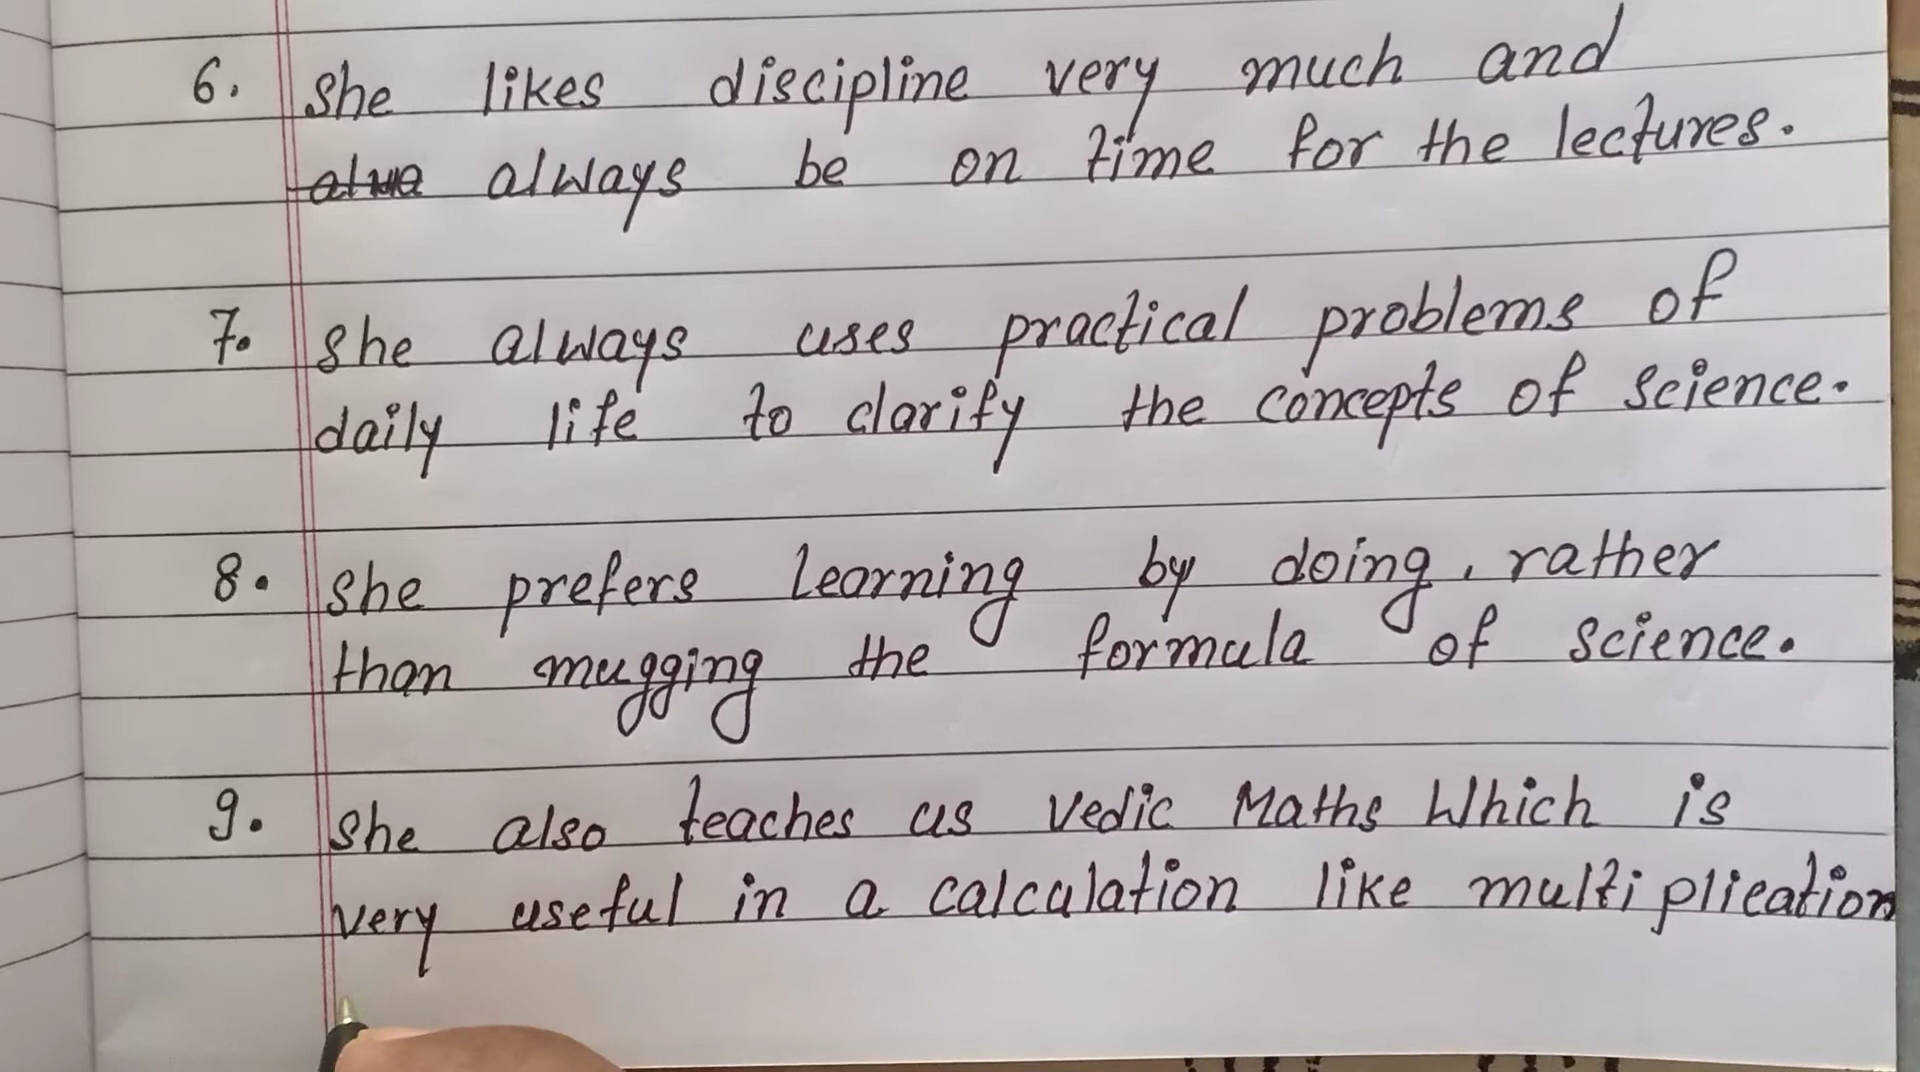 6. She likes discipline very much and
always be on time for the lectures.
7. She always uses practical problems of
daily life to clarify the concepts of science.
8. She prefers learning by doing, rather
than mugging the formula of science.
9. She also teaches us Vedic Maths Which is
very useful in a calculation like multiplication